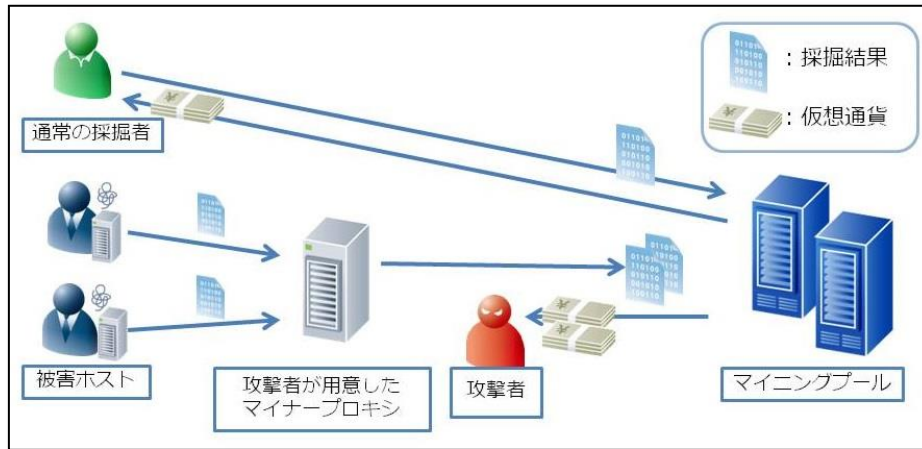 ：採掘結果
：仮想通貨
通常の採掘者
被害ホスト
攻撃者が用意した
マイナープロキシ
攻撃者
マイニングプール